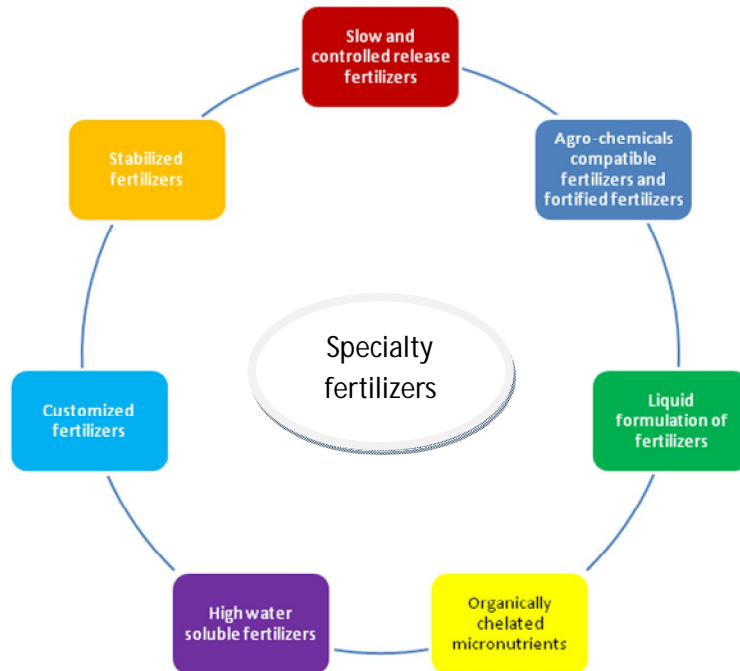 Slow and
controlled release
fertilizers
Agro-chemicals
compatible
fertilizers and
fortified fertilizers
Liquid
formulation of
fertilizers
Organically
chelated
micronutrients
High water
soluble fertilizers
Customized
fertilizers
Stabilized
fertilizers
Specialty
fertilizers